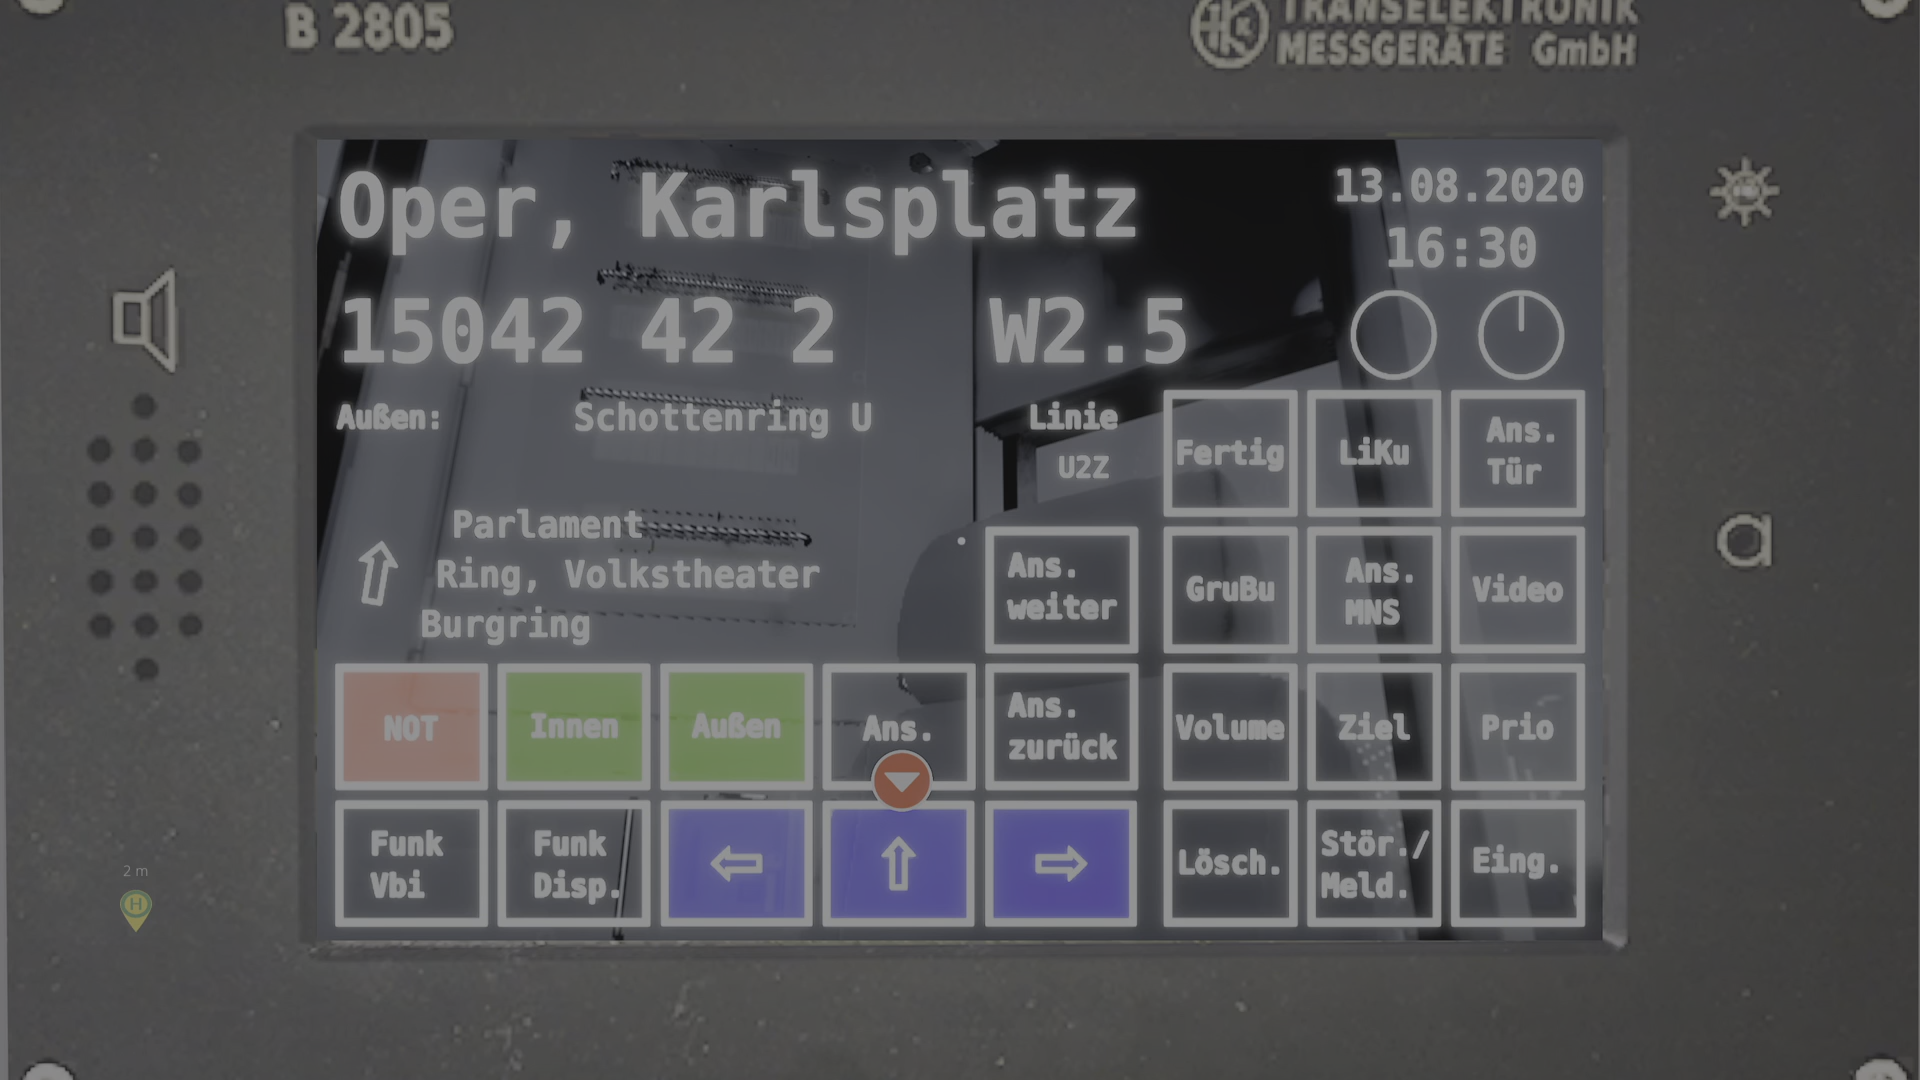 B 2805
TRANSELEKTRONIK
MESSGERÄTE GmbH
Oper, Karlsplatz
13.08.2020
16:30
15042 42 2
W2.5
Außen:
Schottenring U
Linie
U2Z
Fertig
LiKu
Ans.
Tür
Parlament
Ring, Volkstheater
Burgring
Ans.
weiter
GruBu
Ans.
MNS
Video
NOT
Innen
Außen
Ans.
Ans.
zurück
Volume
Ziel
Prio
Funk
Vbi
Funk
Disp.
Lösch.
Stör./
Meld.
Eing.
2 m
H